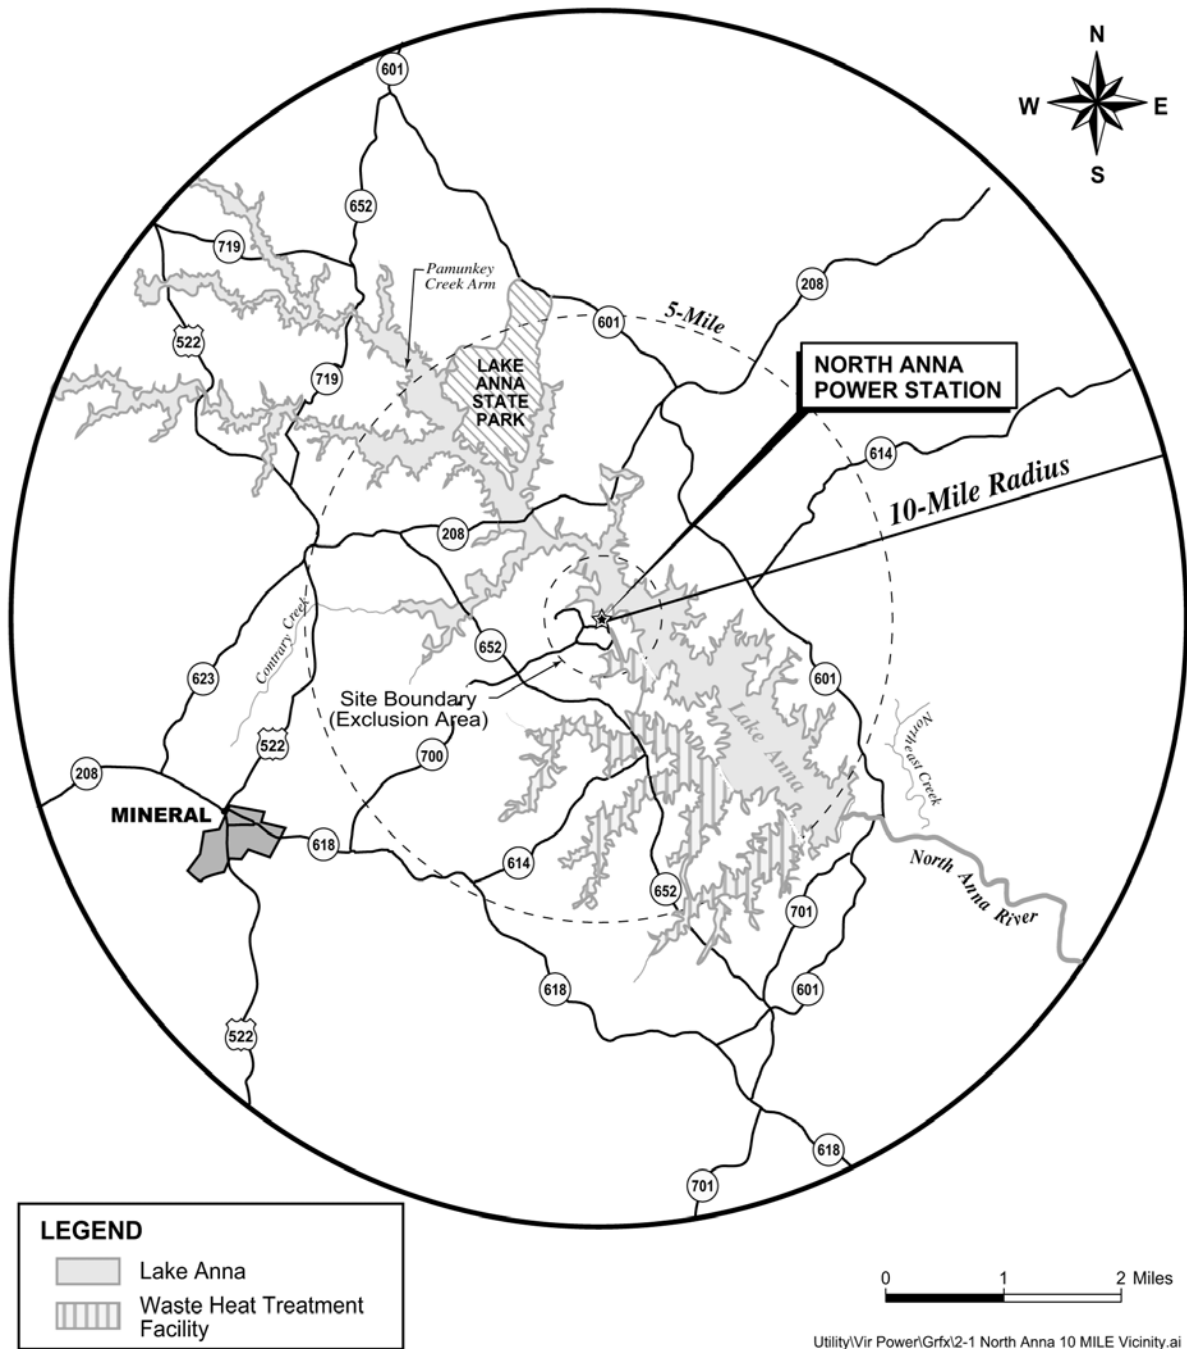 N
W E
S
601
652
719
Pamunkey
Creek Arm
208
5-Mile
601
522
NORTH ANNA
POWER STATION
LAKE
ANNA
STATE
PARK
719
614
10-Mile Radius
208
Contrary Creek
652
623
601
Site Boundary
(Exclusion Area)
Lake Anna
Northeast Creek
522
700
208
MINERAL
618
614
North Anna River
652
701
618
601
522
618
701
LEGEND
Lake Anna
Waste Heat Treatment
Facility
0 1 2 Miles
Utility\Vir Power\Grfx\2-1 North Anna 10 MILE Vicinity.ai